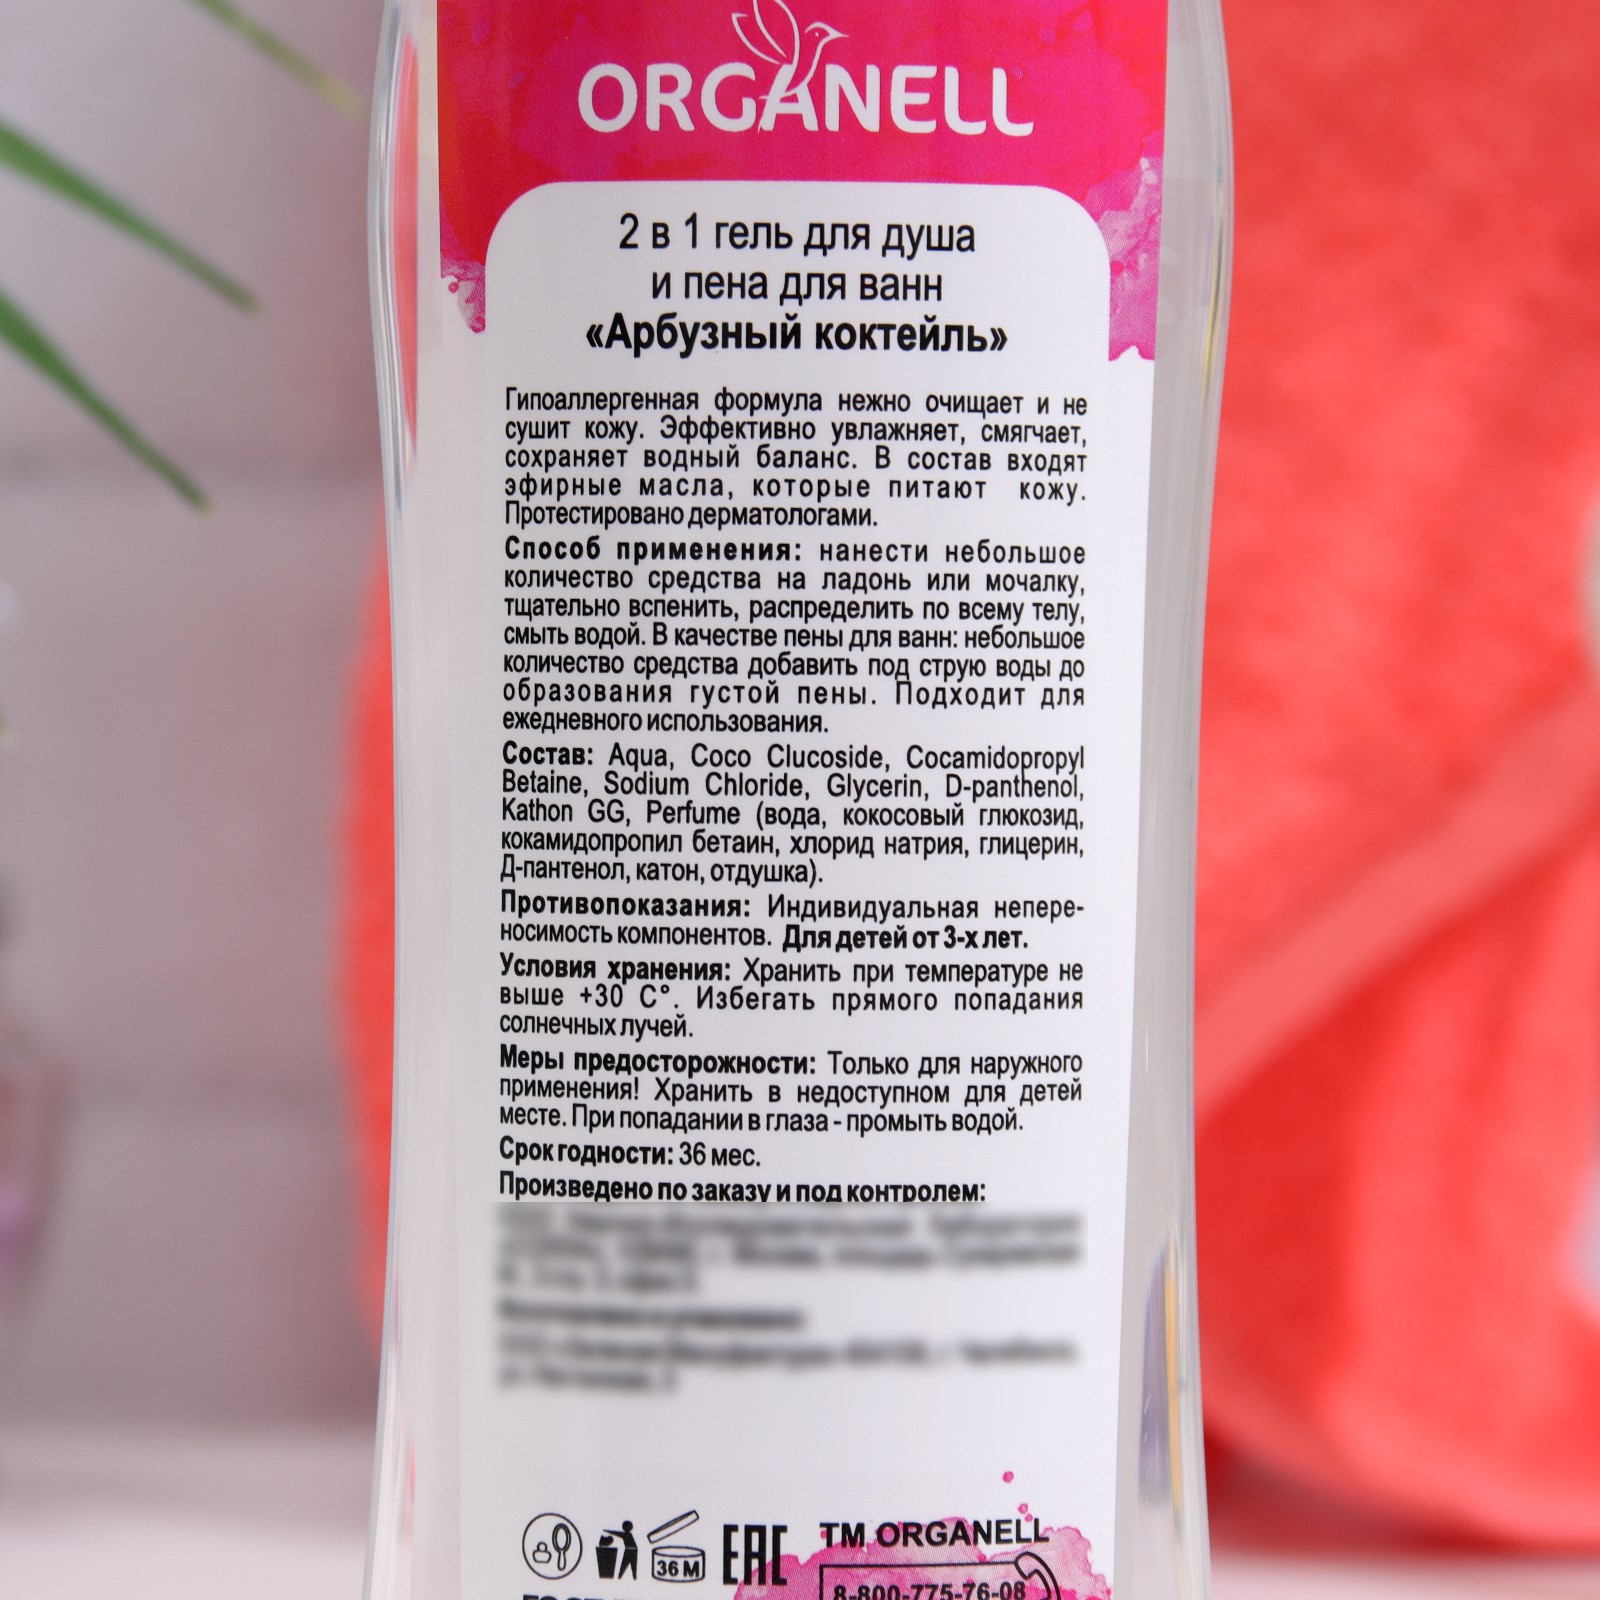 ORGANELL
2 в 1 гель для душа
и пена для ванн
«Арбузный коктейль»
Гипоаллергенная формула нежно очищает и не
сушит кожу. Эффективно увлажняет, смягчает,
сохраняет водный баланс. В состав входят
эфирные масла, которые питают кожу.
Протестировано дерматологами.
Способ применения: нанести небольшое
количество средства на ладонь или мочалку,
тщательно вспенить, распределить по всему телу,
смыть водой. В качестве пены для ванн: небольшое
количество средства добавить под струю воды до
образования густой пены. Подходит для
ежедневного использования.
Состав: Aqua, Coco Clucoside, Cocamidopropyl
Betaine, Sodium Chloride, Glycerin, D-panthenol,
Kathon GG, Perfume (вода, кокосовый глюкозид,
кокамидопропил бетаин, хлорид натрия, глицерин,
Д-пантенол, катон, отдушка).
Противопоказания: Индивидуальная непере-
носимость компонентов. Для детей от 3-х лет.
Условия хранения: Хранить при температуре не
выше +30 С°. Избегать прямого попадания
солнечных лучей.
Меры предосторожности: Только для наружного
применения! Хранить в недоступном для детей
месте. При попадании в глаза - промыть водой.
Срок годности: 36 мес.
Произведено по заказу и под контролем:
36 М
ЕАС
ТМ ORGANELL
8-800-775-76-08